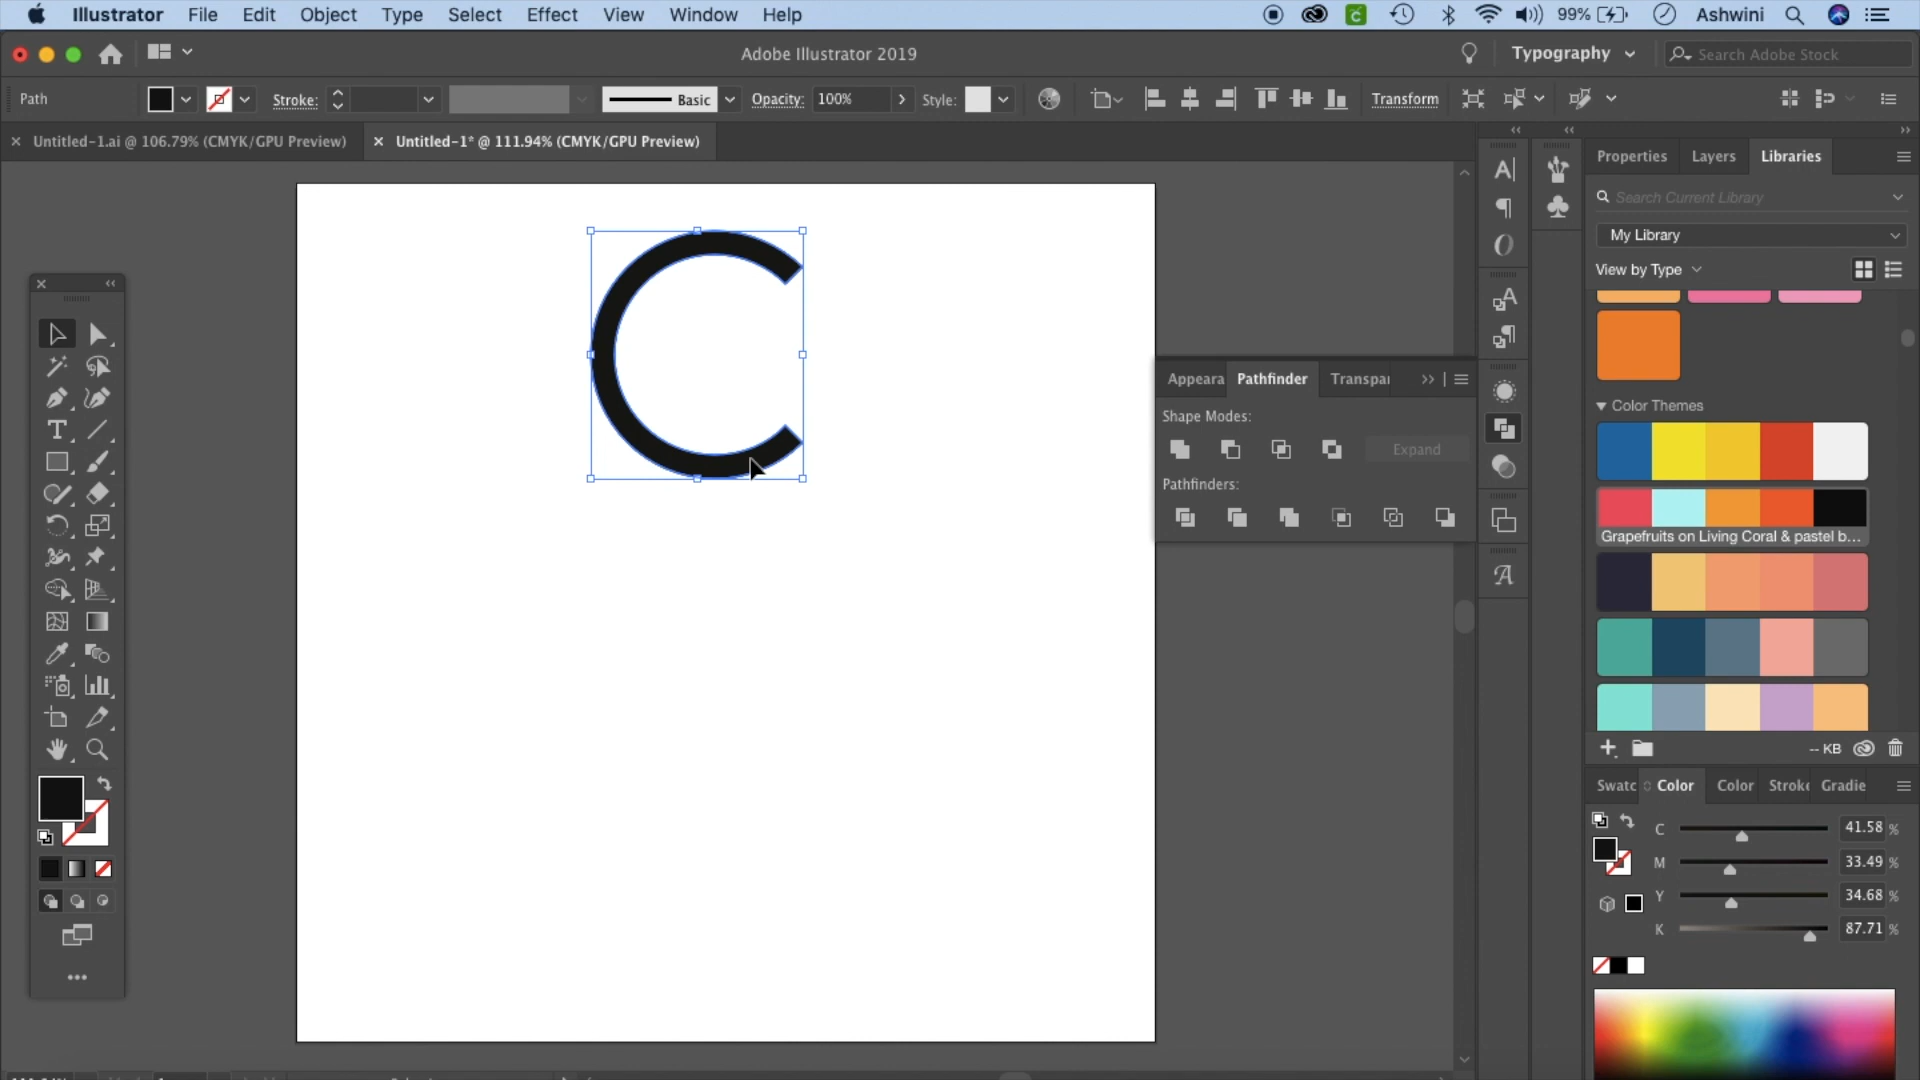 Illustrator File Edit Object Type Select Effect View Window Help 99% Ashwini
Adobe Illustrator 2019 Typography Search Adobe Stock
Path Stroke: Basic Opacity: 100% Style: Transform
Untitled-1.ai @ 106.79% (CMYK/GPU Preview) Untitled-1* @ 111.94% (CMYK/GPU Preview)
Properties Layers Libraries
Search Current Library
My Library
View by Type
C
Appeara Pathfinder Transpar
Shape Modes:
Expand
Pathfinders:
Color Themes
Grapefruits on Living Coral & pastel b...
-- KB
Swatc Color Color Stroke Gradie
C 41.58 %
M 33.49 %
Y 34.68 %
K 87.71 %